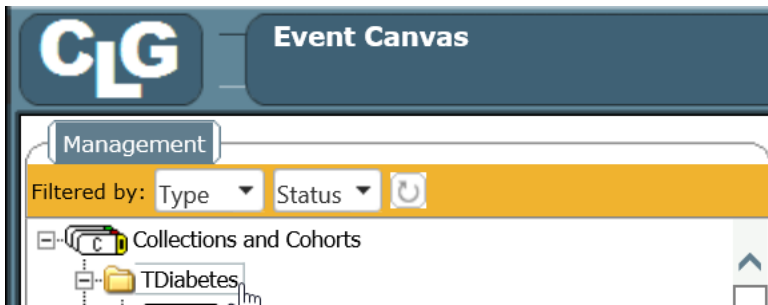 CLG
Event Canvas
Management
Filtered by: Type Status
C Collections and Cohorts
TDiabetes